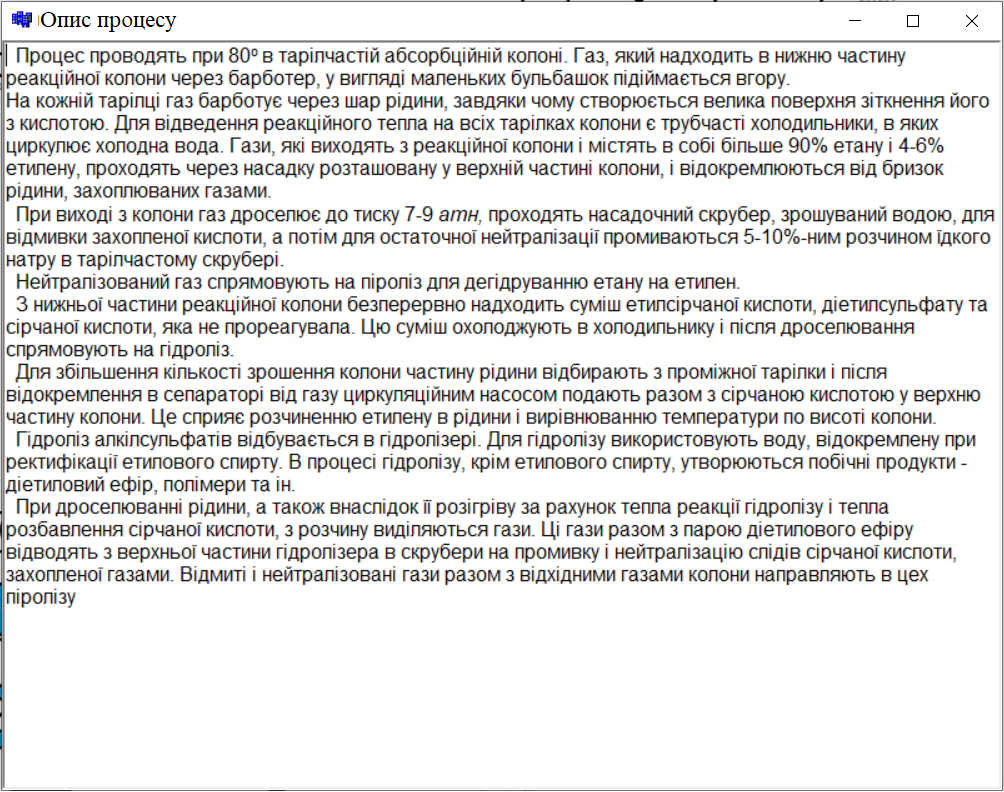 Опис процесу
Процес проводять при 80º в тарілчастій абсорбційній колоні. Газ, який надходить в нижню частину
реакційної колони через барботер, у вигляді маленьких бульбашок підіймається вгору.
На кожній тарілці газ барботує через шар рідини, завдяки чому створюється велика поверхня зіткнення його
з кислотою. Для відведення реакційного тепла на всіх тарілках колони є трубчасті холодильники, в яких
циркулює холодна вода. Гази, які виходять з реакційної колони і містять в собі більше 90% етану і 4-6%
етилену, проходять через насадку розташовану у верхній частині колони, і відокремлюються від бризок
рідини, захоплюваних газами.
При виході з колони газ дроселює до тиску 7-9 атн, проходять насадочний скрубер, зрошуваний водою, для
відмивки захопленої кислоти, а потім для остаточної нейтралізації промиваються 5-10%-ним розчином їдкого
натру в тарілчастому скрубері.
Нейтралізований газ спрямовують на піроліз для дегідруванню етану на етилен.
З нижньої частини реакційної колони безперервно надходить суміш етилсірчаної кислоти, діетилсульфату та
сірчаної кислоти, яка не прореагувала. Цю суміш охолоджують в холодильнику і після дроселювання
спрямовують на гідроліз.
Для збільшення кількості зрошення колони частину рідини відбирають з проміжної тарілки і після
відокремлення в сепараторі від газу циркуляційним насосом подають разом з сірчаною кислотою у верхню
частину колони. Це сприяє розчиненню етилену в рідини і вирівнюванню температури по висоті колони.
Гідроліз алкілсульфатів відбувається в гідролізері. Для гідролізу використовують воду, відокремлену при
ректифікації етилового спирту. В процесі гідролізу, крім етилового спирту, утворюються побічні продукти -
діетиловий ефір, полімери та ін.
При дроселюванні рідини, а також внаслідок її розігріву за рахунок тепла реакції гідролізу і тепла
розбавлення сірчаної кислоти, з розчину виділяються гази. Ці гази разом з парою діетилового ефіру
відводять з верхньої частини гідролізера в скрубери на промивку і нейтралізацію слідів сірчаної кислоти,
захопленої газами. Відмиті і нейтралізовані гази разом з відхідними газами колони направляють в цех
піролізу